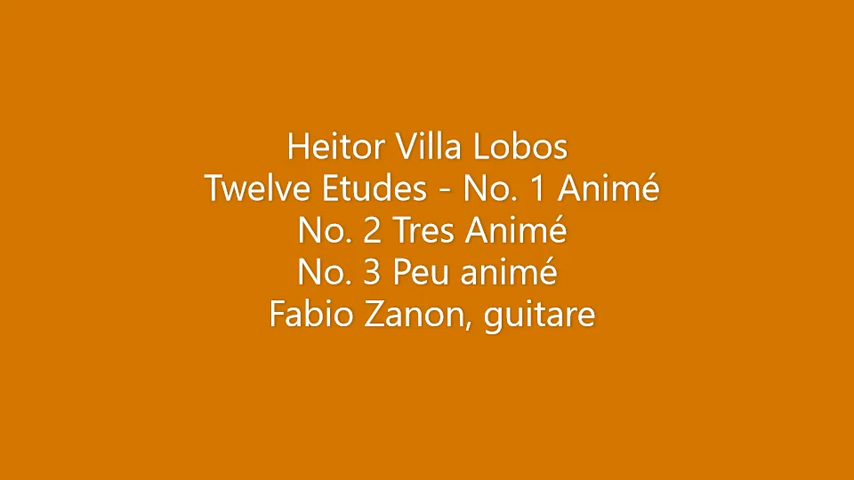 Heitor Villa Lobos
Twelve Etudes - No. 1 Animé
No. 2 Tres Animé
No. 3 Peu animé
Fabio Zanon, guitare